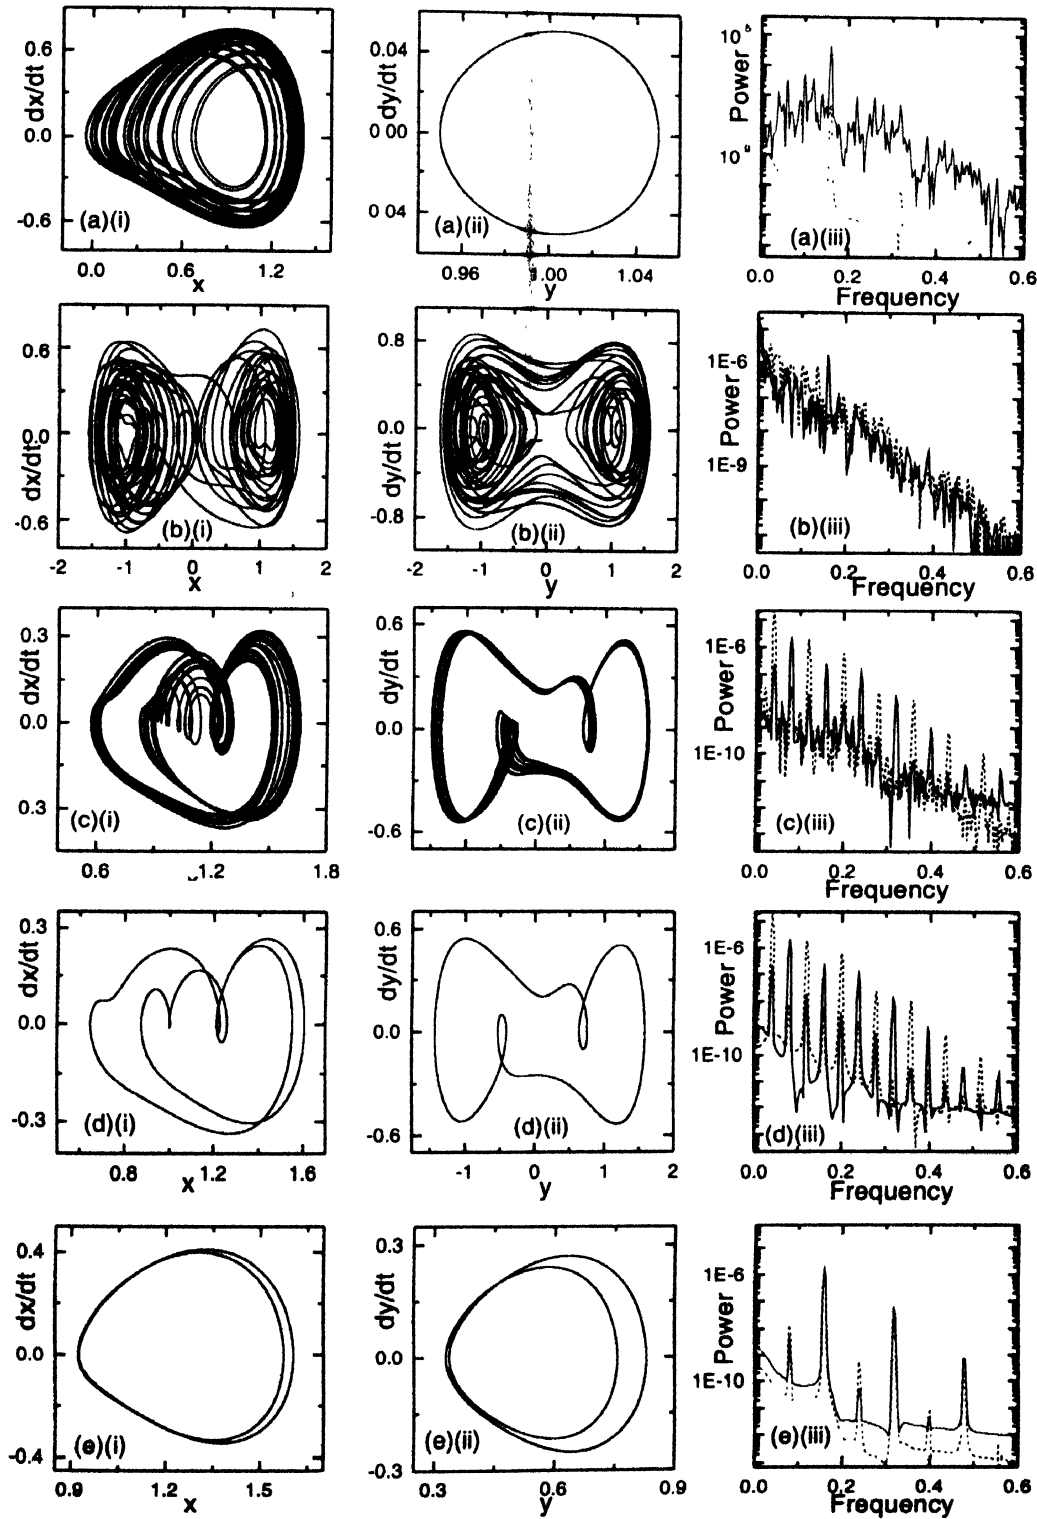 dx/dt
0.6
0.0
-0.6
(a)(i)
0.0 0.6 1.2
x
dy/dt
0.04
0 00
0 04
(a)(ii)
0.96 1.00 1.04
y
Power
(a)(iii)
0.0 0.2 0.4 0.6
Frequency
dx/dt
0.6
0.0
-0.6
(b)(i)
-2 -1 0 1 2
x
dy/dt
0.8
0.0
-0.8
(b)(ii)
-2 -1 0 1 2
y
Power
1E-6
1E-9
(b)(iii)
0.0 0.2 0.4 0.6
Frequency
dx/dt
0.3
0.0
0.3
(c)(i)
0.6 1.2 1.8
dy/dt
0.6
0.0
-0.6
(c)(ii)
-1 0 1 2
y
Power
1E-6
1E-10
(c)(iii)
0.0 0.2 0.4 0.6
Frequency
dx/dt
0.3
0.0
-0.3
(d)(i)
0.8 1.2 1.6
x
dy/dt
0.6
0.0
-0.6
(d)(ii)
-1 0 1 2
y
Power
1E-6
1E-10
(d)(iii)
0.0 0.2 0.4 0.6
Frequency
dx/dt
0.4
0.0
-0.4
(e)(i)
0.9 1.2 1.5
x
dy/dt
0.3
0.0
-0.3
(e)(ii)
0.3 0.6 0.9
y
Power
1E-6
1E-10
(e)(iii)
0.0 0.2 0.4 0.6
Frequency